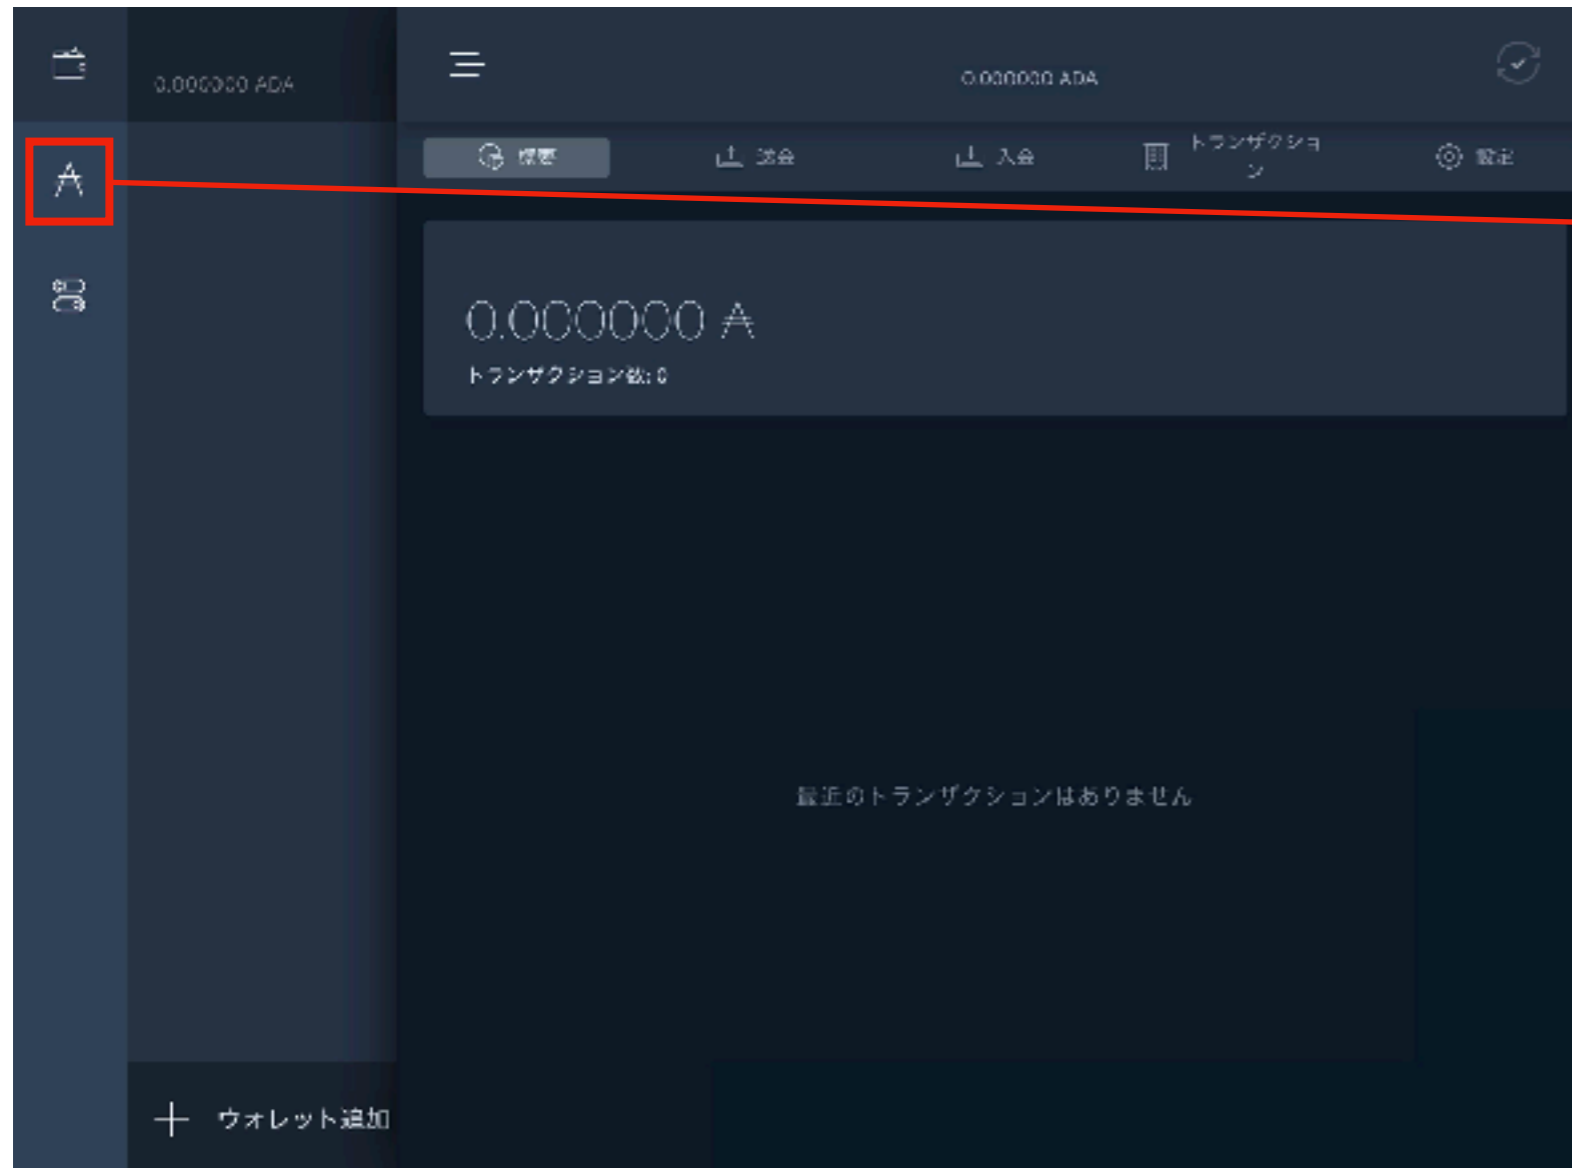 0.000000 ADA
0.000000 ADA
概要
送金
入金
トランザクショ
ン
設定
0.000000 ₳
トランザクション数: 0
最近のトランザクションはありません
ウォレット追加